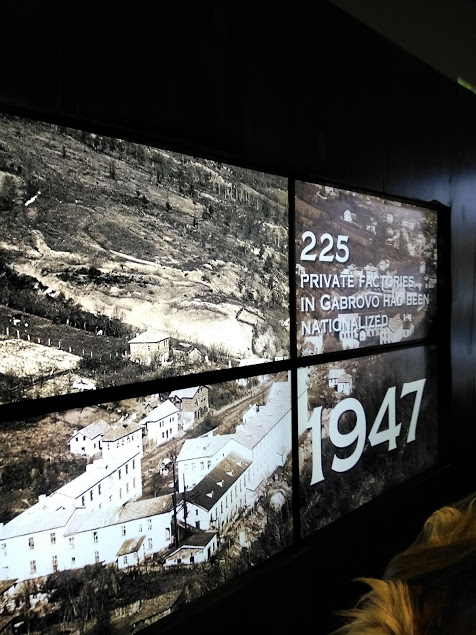 225
PRIVATE FACTORIES
IN GABROVO HAD BEEN
NATIONALIZED
1947